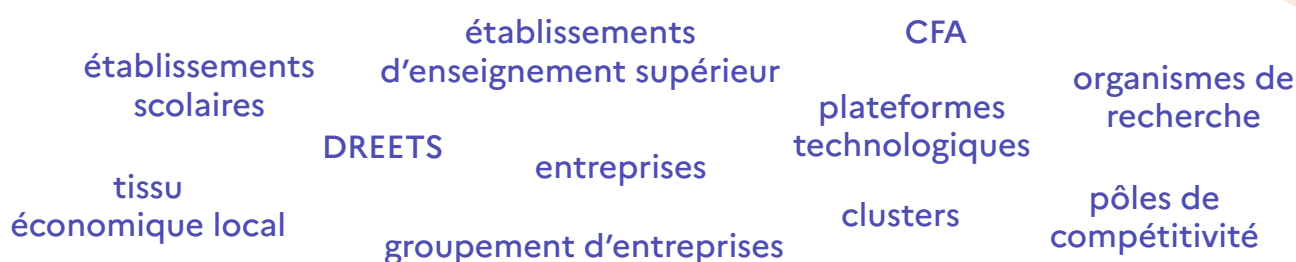 établissements
d’enseignement supérieur
CFA
établissements
scolaires
organismes de
recherche
plateformes
technologiques
DREETS
entreprises
tissu
économique local
clusters
pôles de
compétitivité
groupement d’entreprises